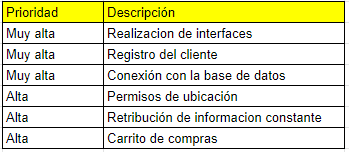 Prioridad Descripción
Muy alta Realizacion de interfaces
Muy alta Registro del cliente
Muy alta Conexión con la base de datos
Alta Permisos de ubicación
Alta Retribución de informacion constante
Alta Carrito de compras